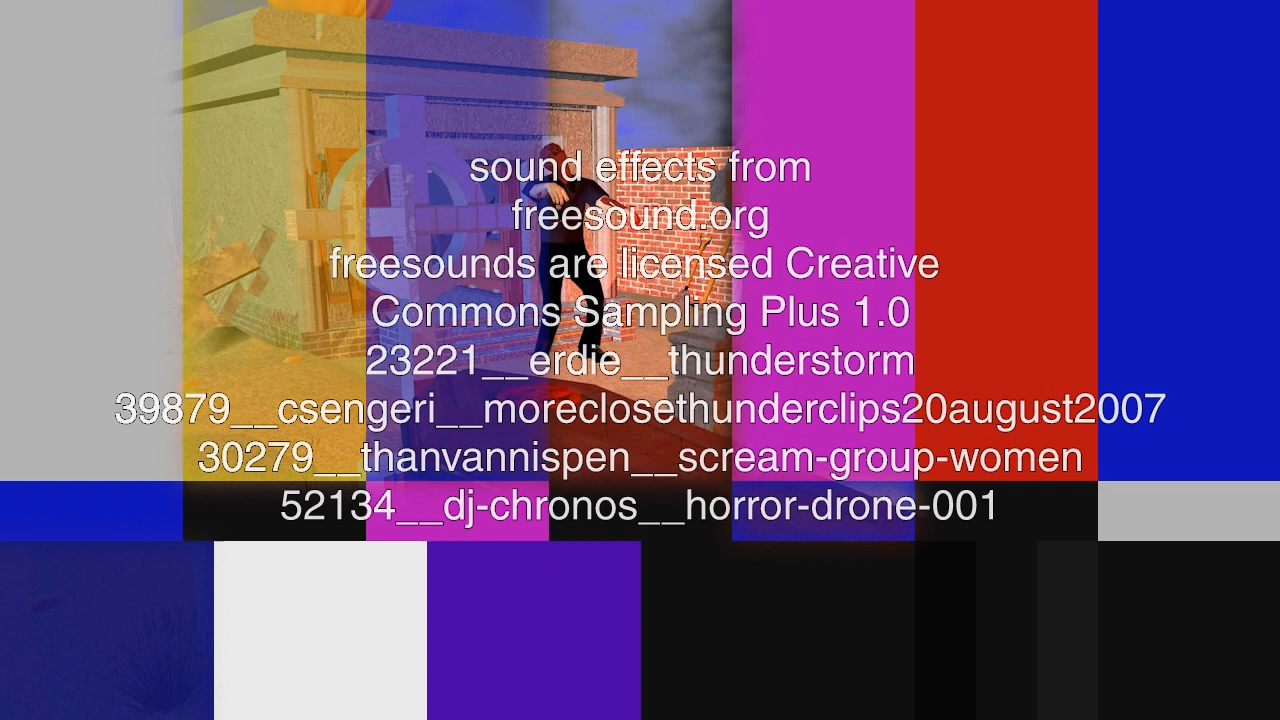 sound effects from
freesound.org
freesounds are licensed Creative
Commons Sampling Plus 1.0
23221__erdie__thunderstorm
39879__csengeri__moreclosethunderclips20august2007
30279__thanvannispen__scream-group-women
52134__dj-chronos__horror-drone-001